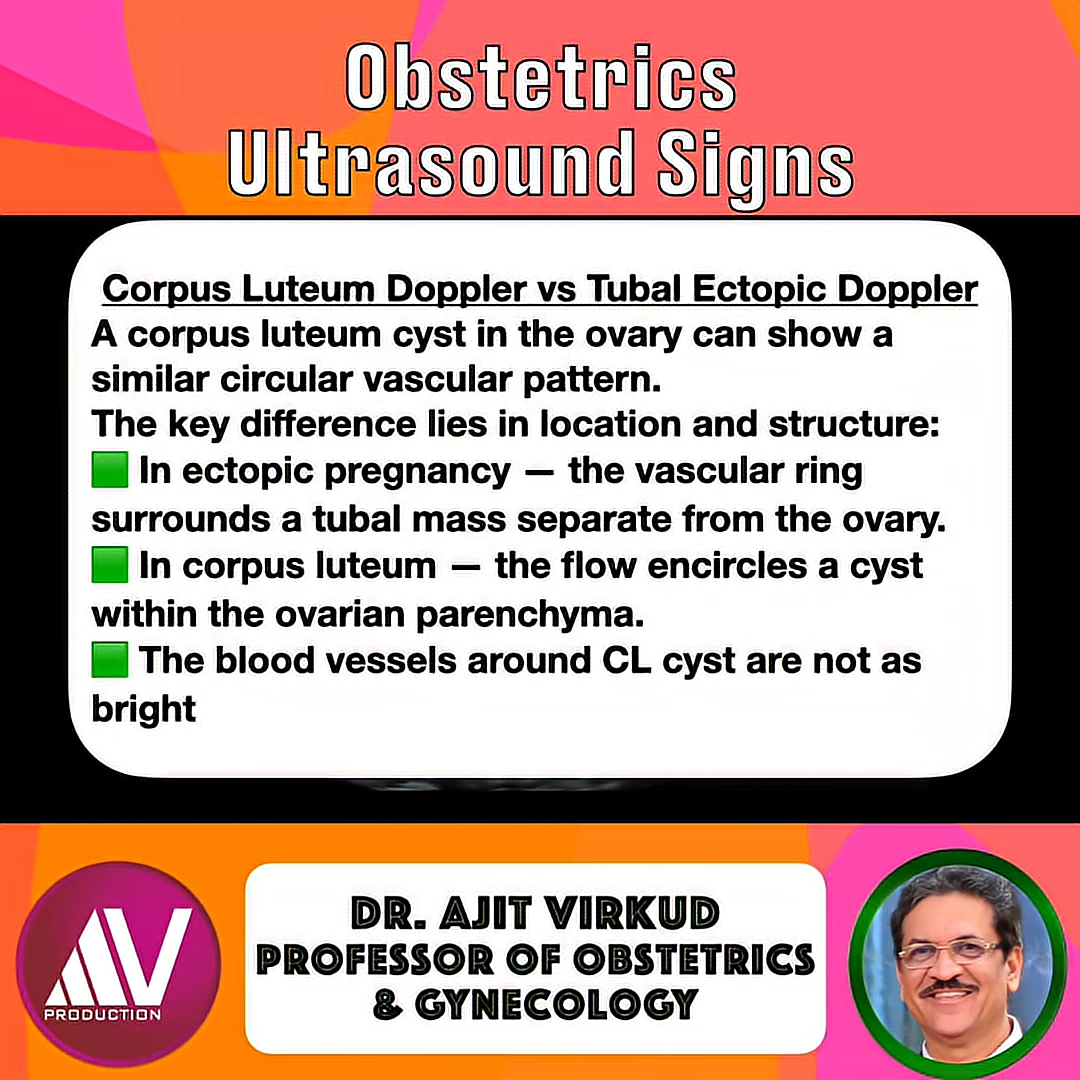 Obstetrics
Ultrasound Signs
Corpus Luteum Doppler vs Tubal Ectopic Doppler
A corpus luteum cyst in the ovary can show a
similar circular vascular pattern.
The key difference lies in location and structure:
🟩 In ectopic pregnancy — the vascular ring
surrounds a tubal mass separate from the ovary.
🟩 In corpus luteum — the flow encircles a cyst
within the ovarian parenchyma.
🟩 The blood vessels around CL cyst are not as
bright
AV
PRODUCTION
DR. AJIT VIRKUD
PROFESSOR OF OBSTETRICS
& GYNECOLOGY